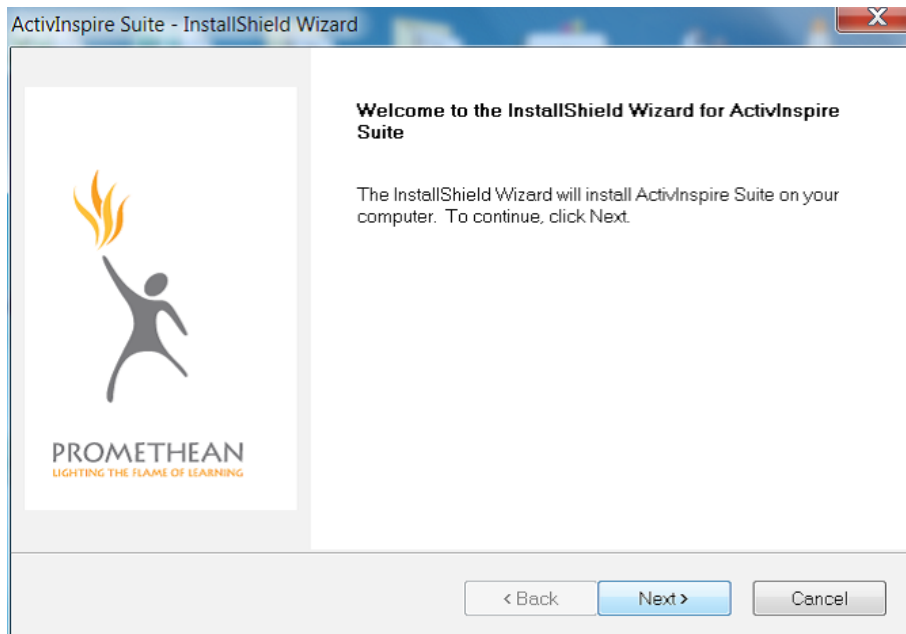 ActivInspire Suite - InstallShield Wizard
X
Welcome to the InstallShield Wizard for ActivInspire
Suite
The InstallShield Wizard will install ActivInspire Suite on your
computer. To continue, click Next.
PROMETHEAN
LIGHTING THE FLAME OF LEARNING
< Back
Next >
Cancel